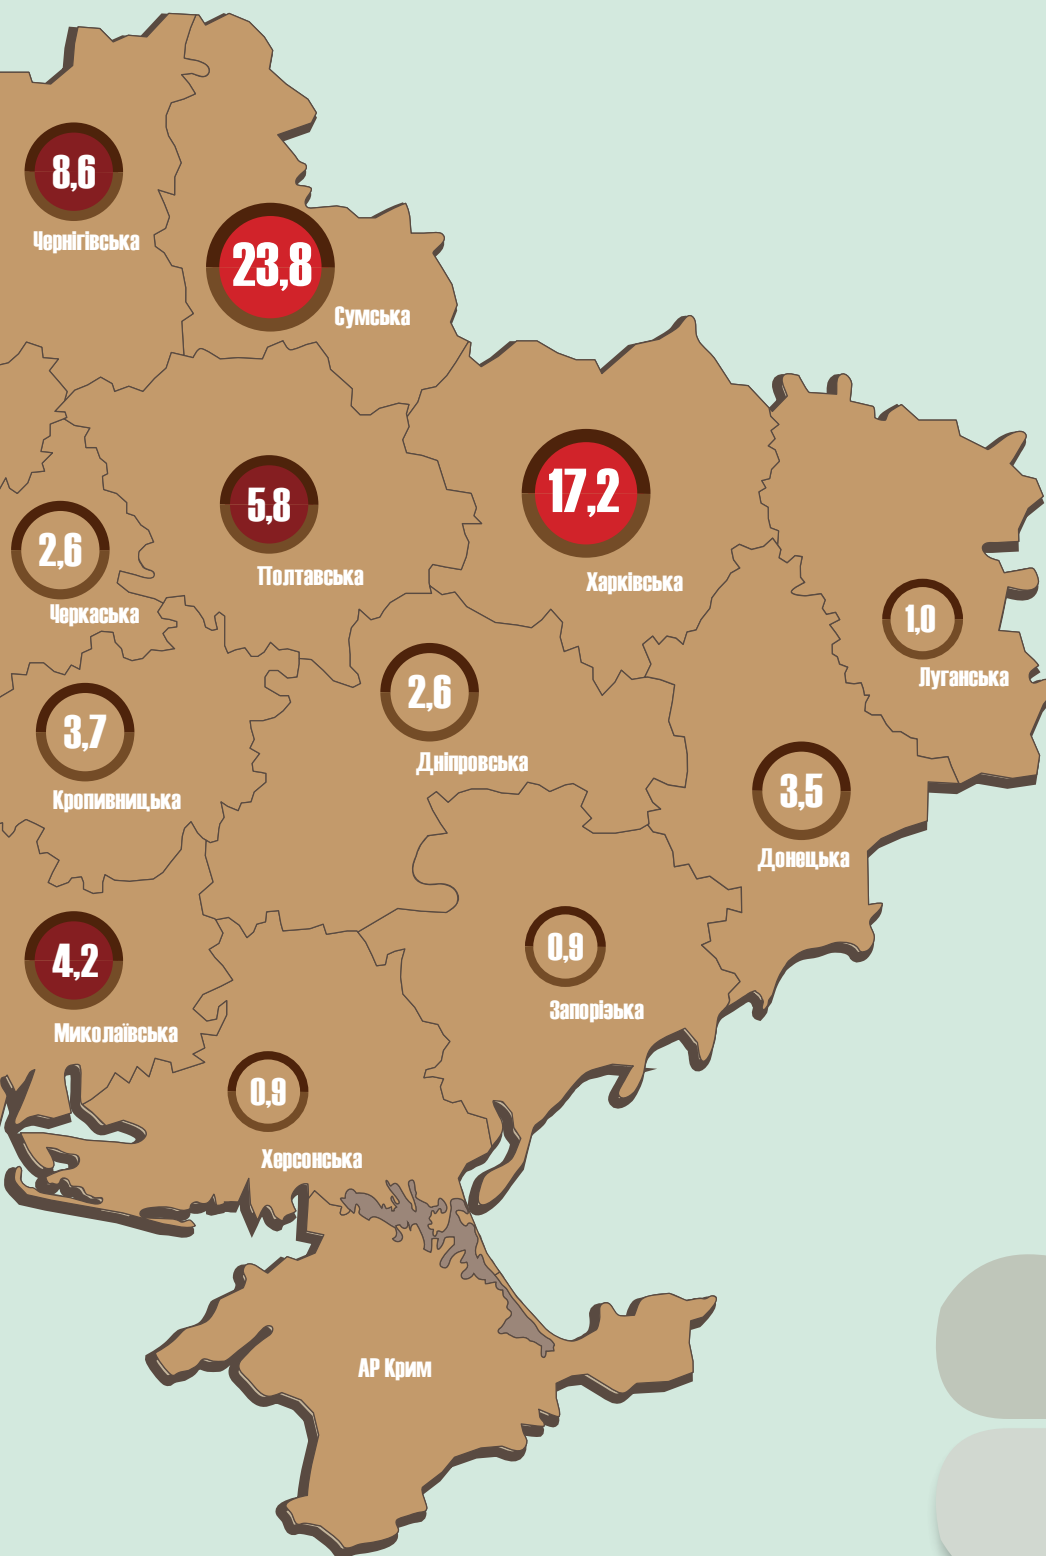 8,6
Чернігівська
23,8
Сумська
17,2
Харківська
5,8
Полтавська
2,6
Черкаська
1,0
Луганська
2,6
Дніпровська
3,7
Кропивницька
3,5
Донецька
4,2
Миколаївська
0,9
Запорізька
0,9
Херсонська
АР Крим